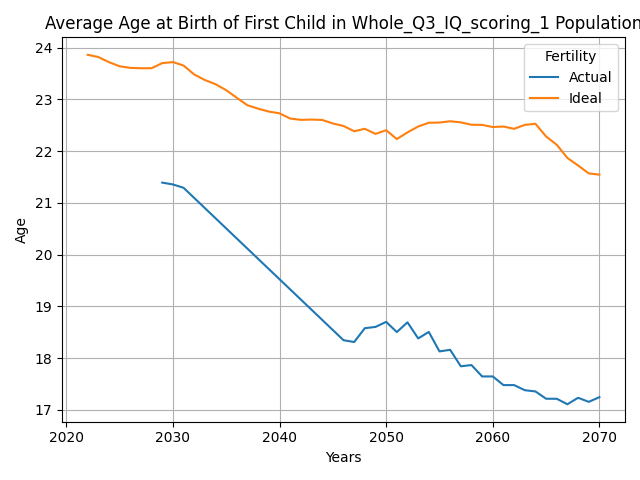 Average Age at Birth of First Child in Whole_Q3_IQ_scoring_1 Population
24
23
22
21
20
19
18
17
Age
Fertility
Actual
Ideal
2020 2030 2040 2050 2060 2070
Years